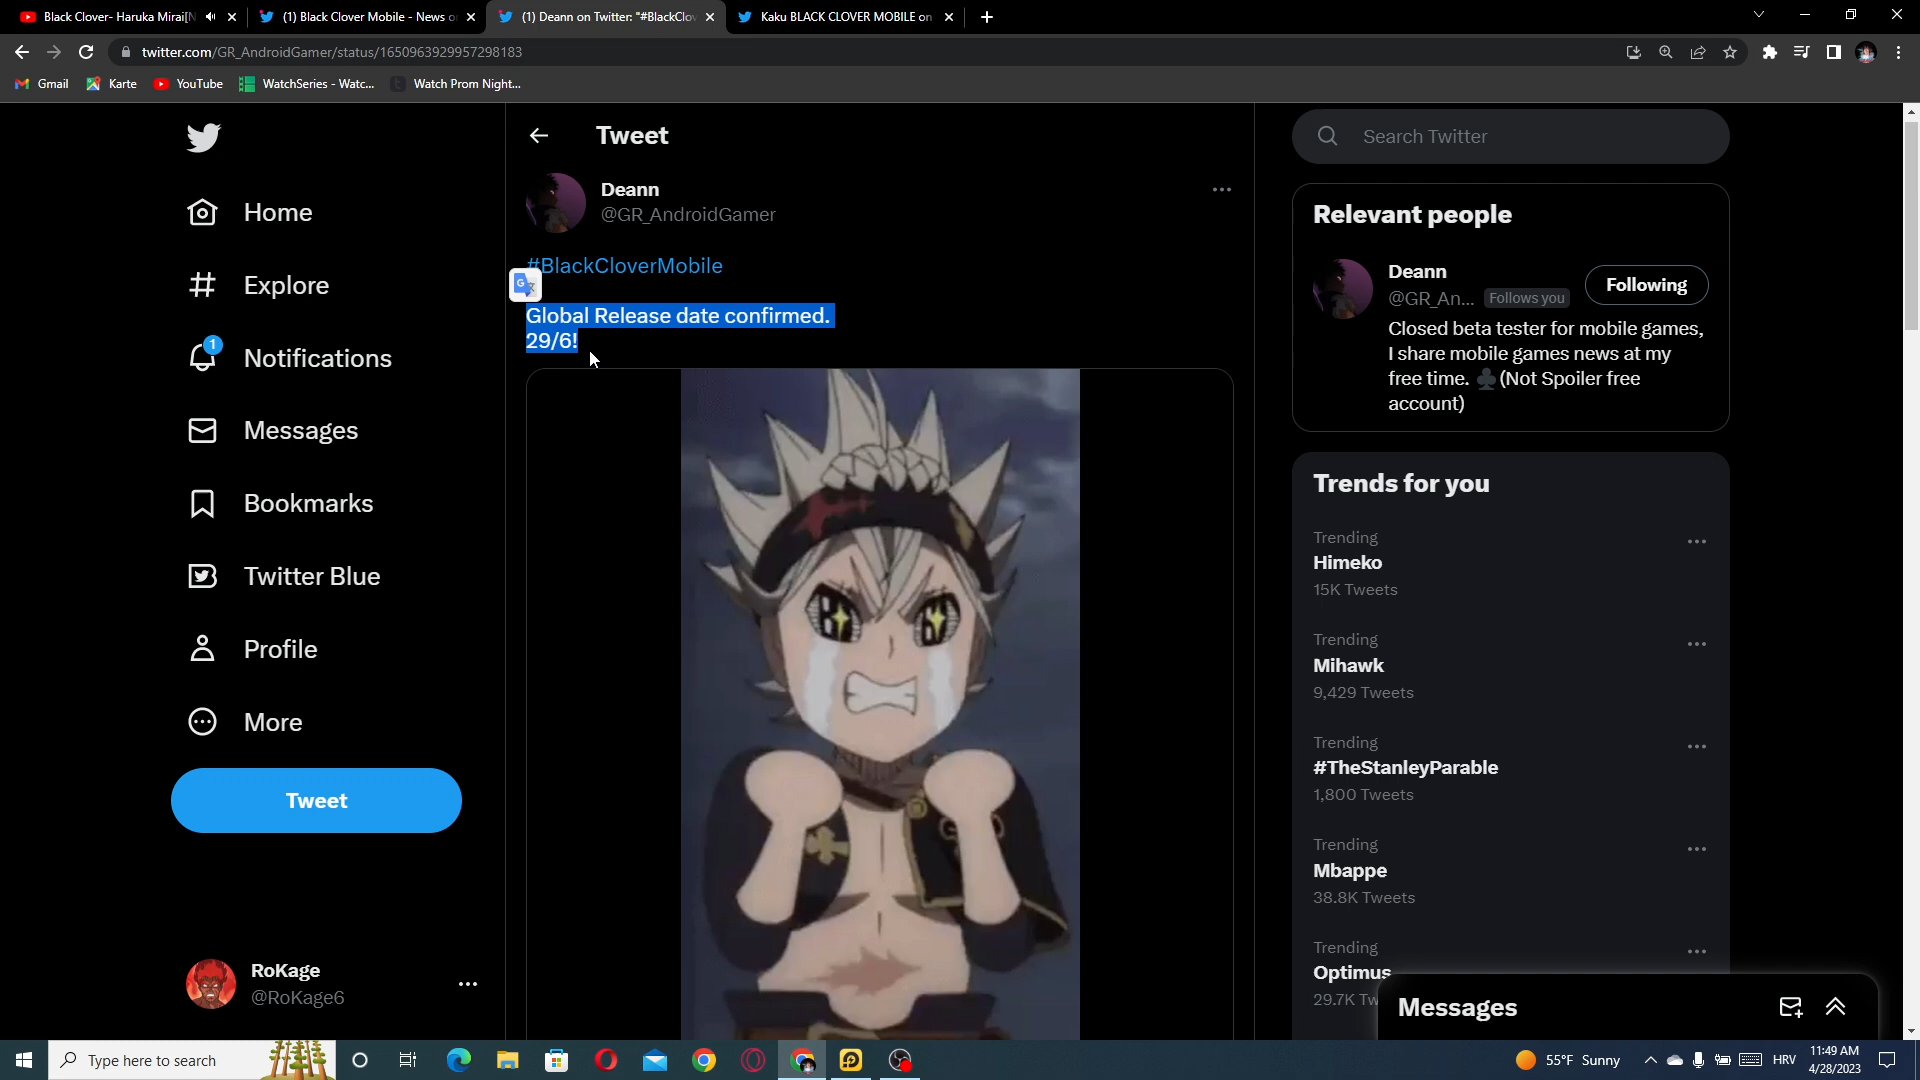 Black Clover- Haruka Mirai[N
(1) Black Clover Mobile - News o
(1) Deann on Twitter: "#BlackClov
Kaku BLACK CLOVER MOBILE on
twitter.com/GR_AndroidGamer/status/1650963929957298183
Gmail
Karte
YouTube
WatchSeries - Watc...
Watch Prom Night...
Home
Explore
1
Notifications
Messages
Bookmarks
Twitter Blue
Profile
More
Tweet
RoKage
@RoKage6
Tweet
Deann
@GR_AndroidGamer
#BlackCloverMobile
Global Release date confirmed.
29/6!
Search Twitter
Relevant people
Deann
@GR_An... Follows you
Following
Closed beta tester for mobile games,
I share mobile games news at my
free time. ♣(Not Spoiler free
account)
Trends for you
Trending
Himeko
15K Tweets
Trending
Mihawk
9,429 Tweets
Trending
#TheStanleyParable
1,800 Tweets
Trending
Mbappe
38.8K Tweets
Trending
Optimus
29.7K Tw
Messages
Type here to search
55°F Sunny
HRV
11:49 AM
4/28/2023